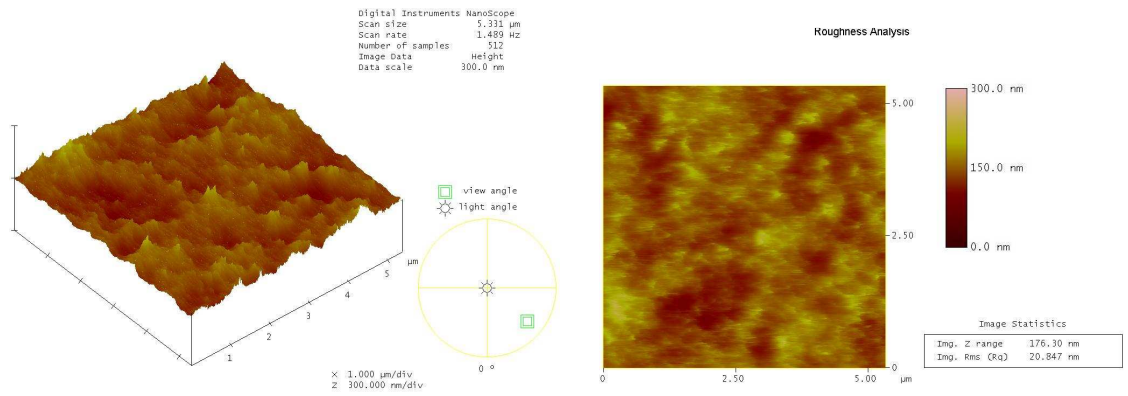 Digital Instruments NanoScope
Scan size 5.331 µm
Scan rate 1.489 Hz
Number of samples 512
Image Data Height
Data scale 300.0 nm
view angle
light angle
µm
5
4
3
2
1
0 º
X 1.000 µm/div
Z 300.000 nm/div
Roughness Analysis
5.00
2.50
0
0 2.50 5.00 µm
300.0 nm
150.0 nm
0.0 nm
Image Statistics
Img. Z range 176.30 nm
Img. Rms (Rq) 20.847 nm